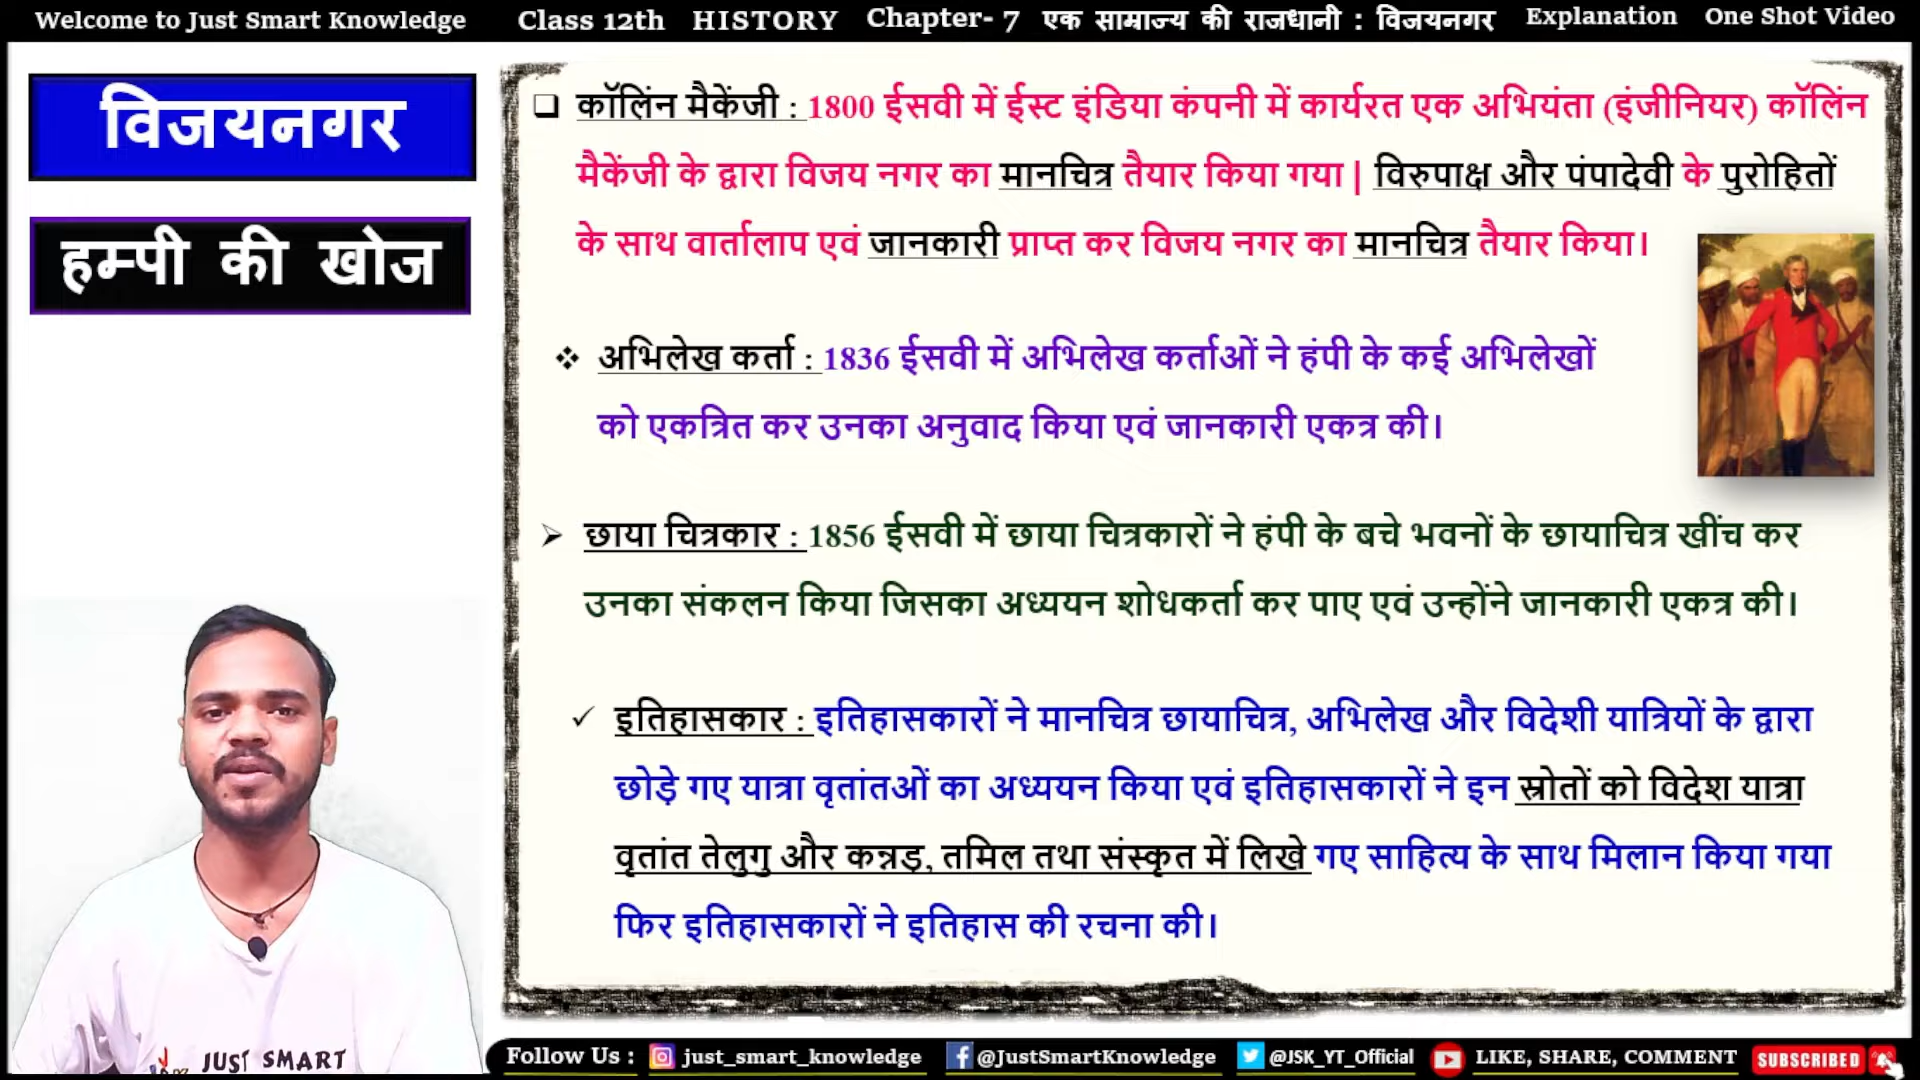 Welcome to Just Smart Knowledge Class 12th HISTORY Chapter- 7 एक साम्राज्य की राजधानी : विजयनगर Explanation One Shot Video
विजयनगर
हम्पी की खोज
कॉलिंन मैकेंजी : 1800 ईसवी में ईस्ट इंडिया कंपनी में कार्यरत एक अभियंता (इंजीनियर) कॉलिंन
मैकेंजी के द्वारा विजय नगर का मानचित्र तैयार किया गया | विरुपाक्ष और पंपादेवी के पुरोहितों
के साथ वार्तालाप एवं जानकारी प्राप्त कर विजय नगर का मानचित्र तैयार किया।
अभिलेख कर्ता : 1836 ईसवी में अभिलेख कर्ताओं ने हंपी के कई अभिलेखों
को एकत्रित कर उनका अनुवाद किया एवं जानकारी एकत्र की।
छाया चित्रकार : 1856 ईसवी में छाया चित्रकारों ने हंपी के बचे भवनों के छायाचित्र खींच कर
उनका संकलन किया जिसका अध्ययन शोधकर्ता कर पाए एवं उन्होंने जानकारी एकत्र की।
इतिहासकार : इतिहासकारों ने मानचित्र छायाचित्र, अभिलेख और विदेशी यात्रियों के द्वारा
छोड़े गए यात्रा वृतांतओं का अध्ययन किया एवं इतिहासकारों ने इन स्रोतों को विदेश यात्रा
वृतांत तेलुगु और कन्नड़, तमिल तथा संस्कृत में लिखे गए साहित्य के साथ मिलान किया गया
फिर इतिहासकारों ने इतिहास की रचना की।
JUST SMART
Follow Us : just_smart_knowledge @JustSmartKnowledge @JSK_YT_Official LIKE, SHARE, COMMENT SUBSCRIBED